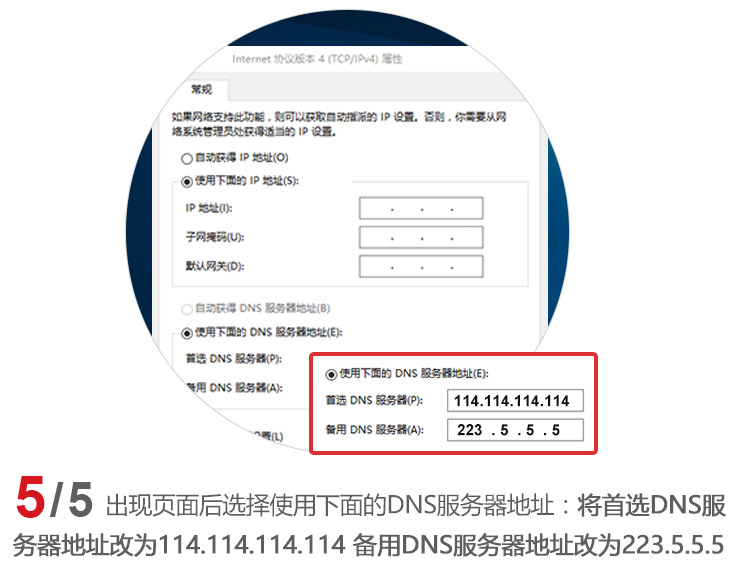 Internet 协议版本 4 (TCP/IPv4) 属性
常规
如果网络支持此功能，则可以获取自动指派的 IP 设置。否则，你需要从网
络系统管理员处获得适当的 IP 设置。
自动获得 IP 地址(O)
使用下面的 IP 地址(S):
IP 地址(I):
子网掩码(U):
默认网关(D):
自动获得 DNS 服务器地址(B)
使用下面的 DNS 服务器地址(E):
首选 DNS 服务器(P):
备用 DNS 服务器(A):
设置(L)
使用下面的 DNS 服务器地址(E):
首选 DNS 服务器(P): 114.114.114.114
备用 DNS 服务器(A): 223 . 5 . 5 . 5
5/5 出现页面后选择使用下面的DNS服务器地址：将首选DNS服
务器地址改为114.114.114.114 备用DNS服务器地址改为223.5.5.5